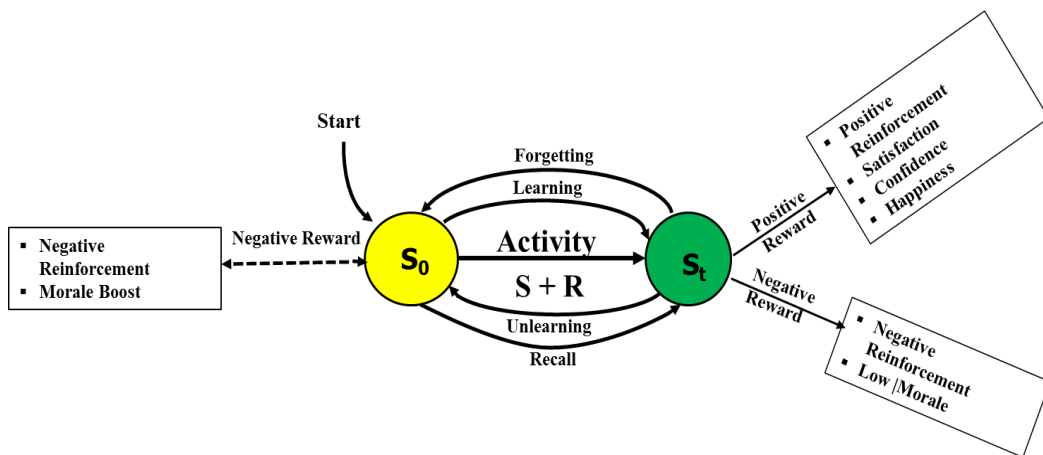 Start
Forgetting
Learning
Activity
S + R
Unlearning
Recall
S0
St
Negative Reward
▪ Negative
Reinforcement
▪ Morale Boost
Positive
Reward
▪ Positive
Reinforcement
▪ Satisfaction
▪ Confidence
▪ Happiness
Negative
Reward
▪ Negative
Reinforcement
▪ Low |Morale